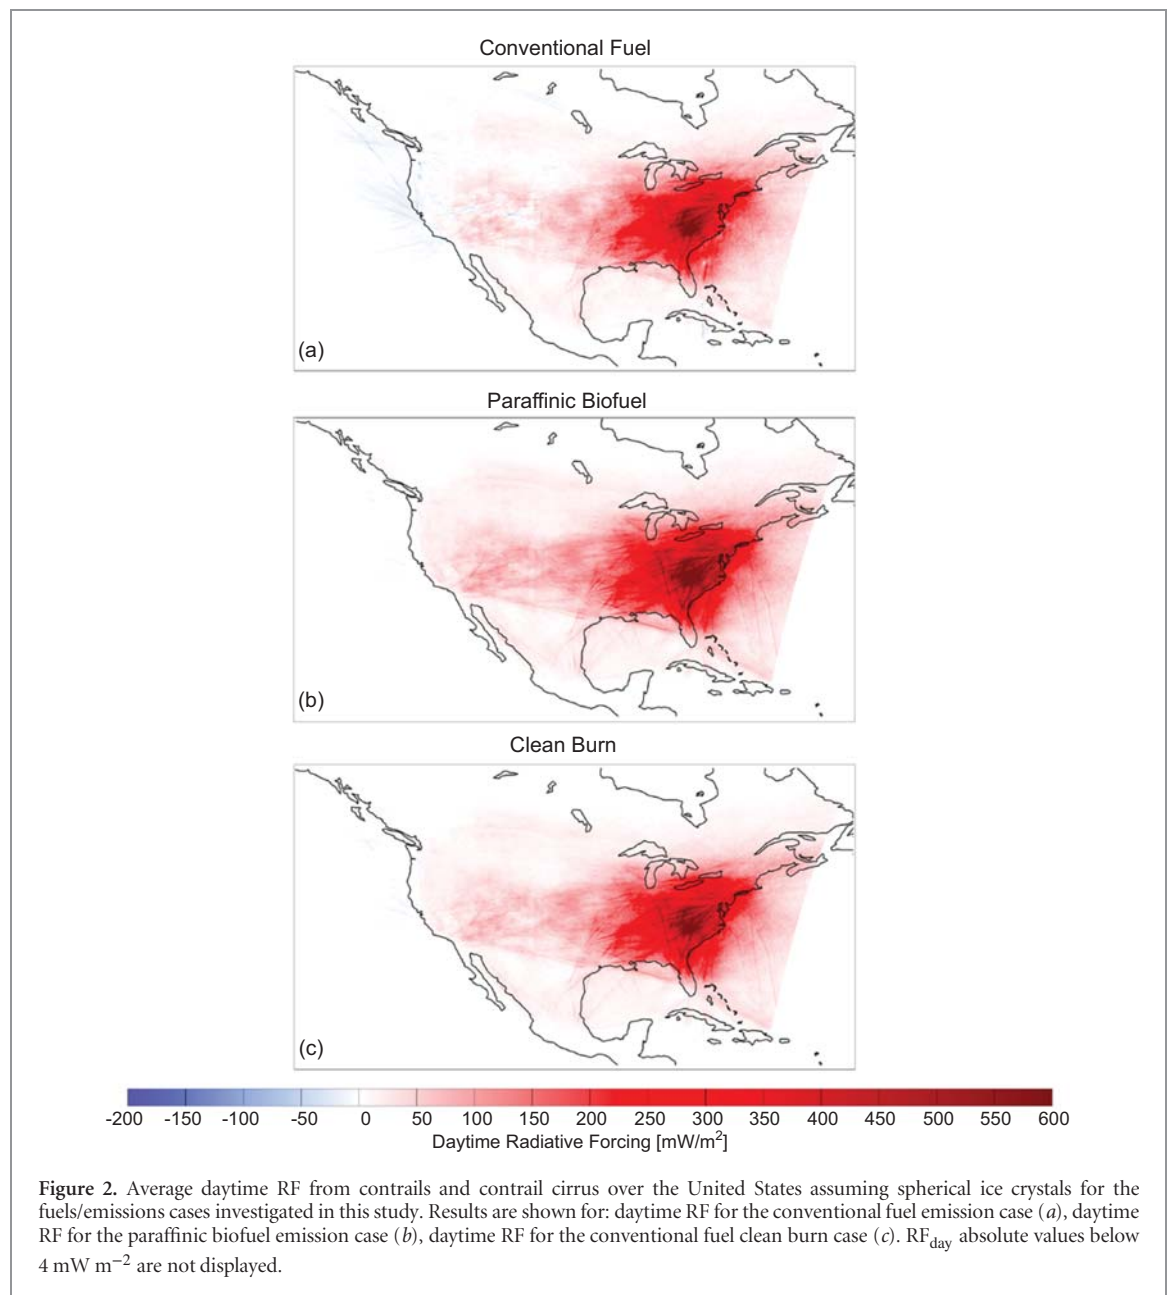 Conventional Fuel
(a)
Paraffinic Biofuel
(b)
Clean Burn
(c)
-200 -150 -100 -50 0 50 100 150 200 250 300 350 400 450 500 550 600
Daytime Radiative Forcing [mW/m²]
Figure 2. Average daytime RF from contrails and contrail cirrus over the United States assuming spherical ice crystals for the
fuels/emissions cases investigated in this study. Results are shown for: daytime RF for the conventional fuel emission case (a), daytime
RF for the paraffinic biofuel emission case (b), daytime RF for the conventional fuel clean burn case (c). RFday absolute values below
4 mW m−2 are not displayed.